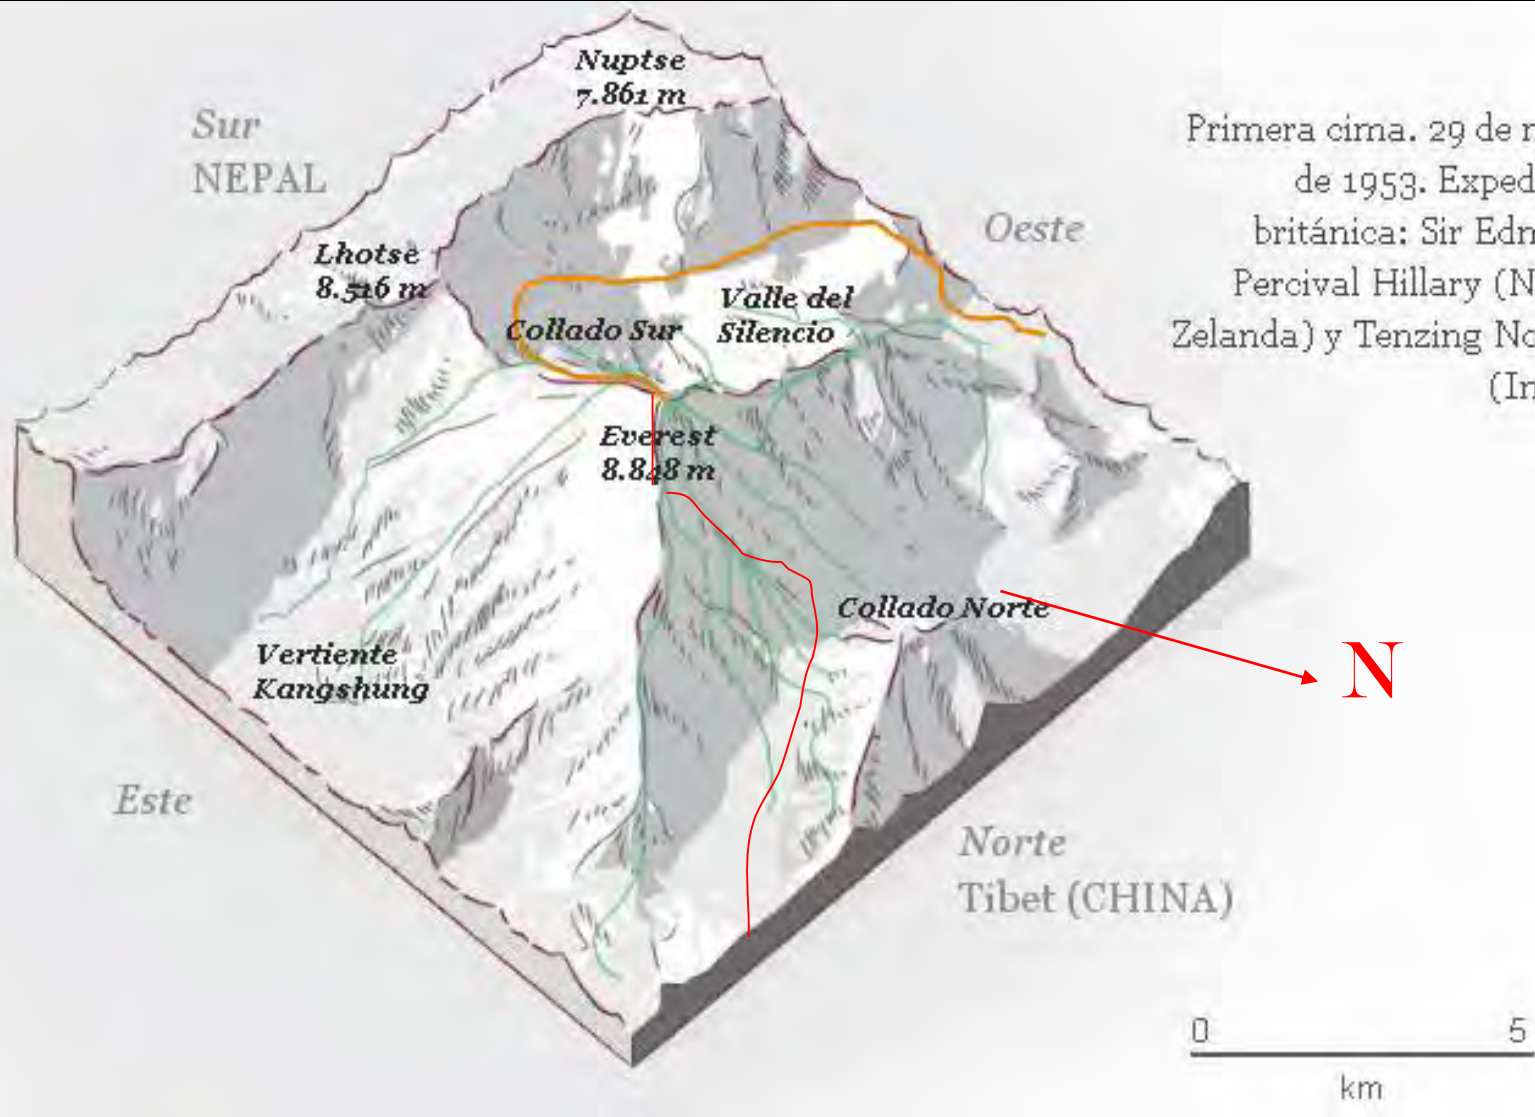 Nuptse
7.861 m
Sur
NEPAL
Primera cima. 29 de
de 1953. Exped
británica: Sir Edm
Percival Hillary (N
Zelanda) y Tenzing No
(In
Oeste
Lhotse
8.516 m
Valle del
Silencio
Collado Sur
Everest
8.848 m
Collado Norte
N
Vertiente
Kangshung
Este
Norte
Tibet (CHINA)
0 5
km